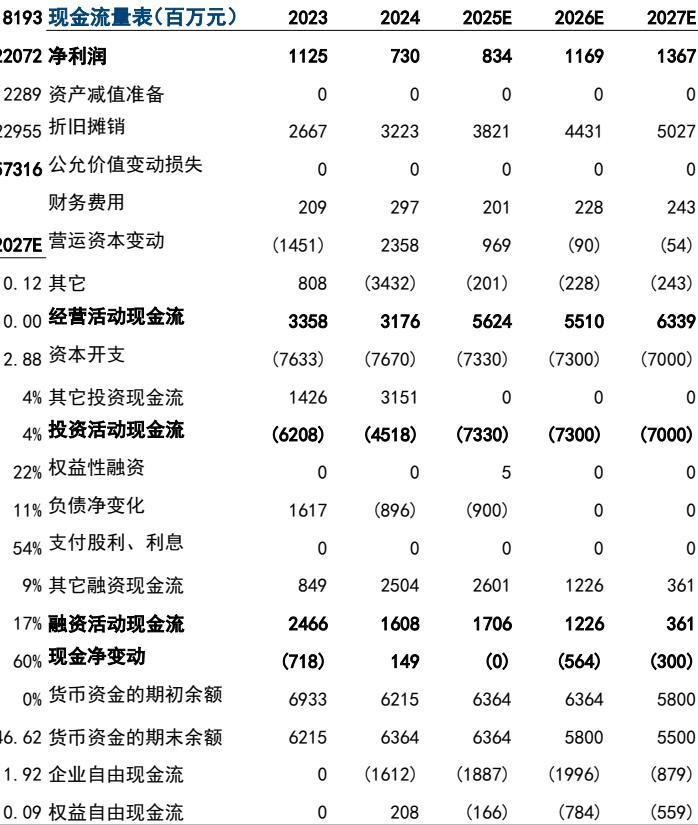 8193 现金流量表(百万元) 2023 2024 2025E 2026E 2027E
22072 净利润 1125 730 834 1169 1367
2289 资产减值准备 0 0 0 0 0
22955 折旧摊销 2667 3223 3821 4431 5027
57316 公允价值变动损失 0 0 0 0 0
财务费用 209 297 201 228 243
2027E 营运资本变动 (1451) 2358 969 (90) (54)
0.12 其它 808 (3432) (201) (228) (243)
0.00 经营活动现金流 3358 3176 5624 5510 6339
2.88 资本开支 (7633) (7670) (7330) (7300) (7000)
4% 其它投资现金流 1426 3151 0 0 0
4% 投资活动现金流 (6208) (4518) (7330) (7300) (7000)
22% 权益性融资 0 0 5 0 0
11% 负债净变化 1617 (896) (900) 0 0
54% 支付股利、利息 0 0 0 0 0
9% 其它融资现金流 849 2504 2601 1226 361
17% 融资活动现金流 2466 1608 1706 1226 361
60% 现金净变动 (718) 149 (0) (564) (300)
0% 货币资金的期初余额 6933 6215 6364 6364 5800
46.62 货币资金的期末余额 6215 6364 6364 5800 5500
1.92 企业自由现金流 0 (1612) (1887) (1996) (879)
0.09 权益自由现金流 0 208 (166) (784) (559)